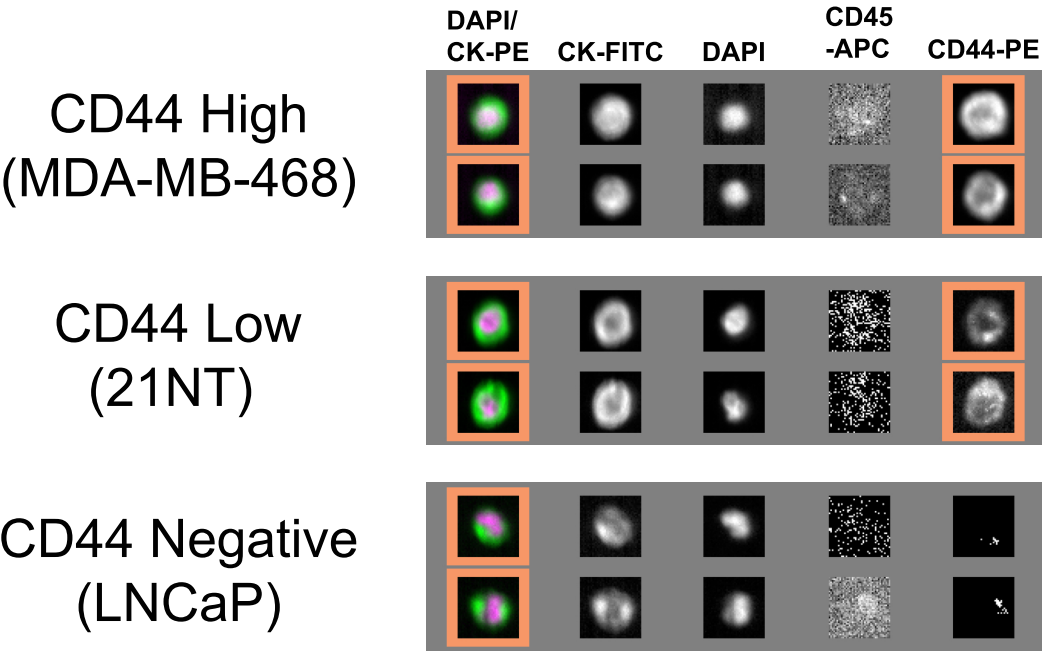 DAPI/
CK-PE
CK-FITC
DAPI
CD45
-APC
CD44-PE
CD44 High
(MDA-MB-468)
CD44 Low
(21NT)
CD44 Negative
(LNCaP)